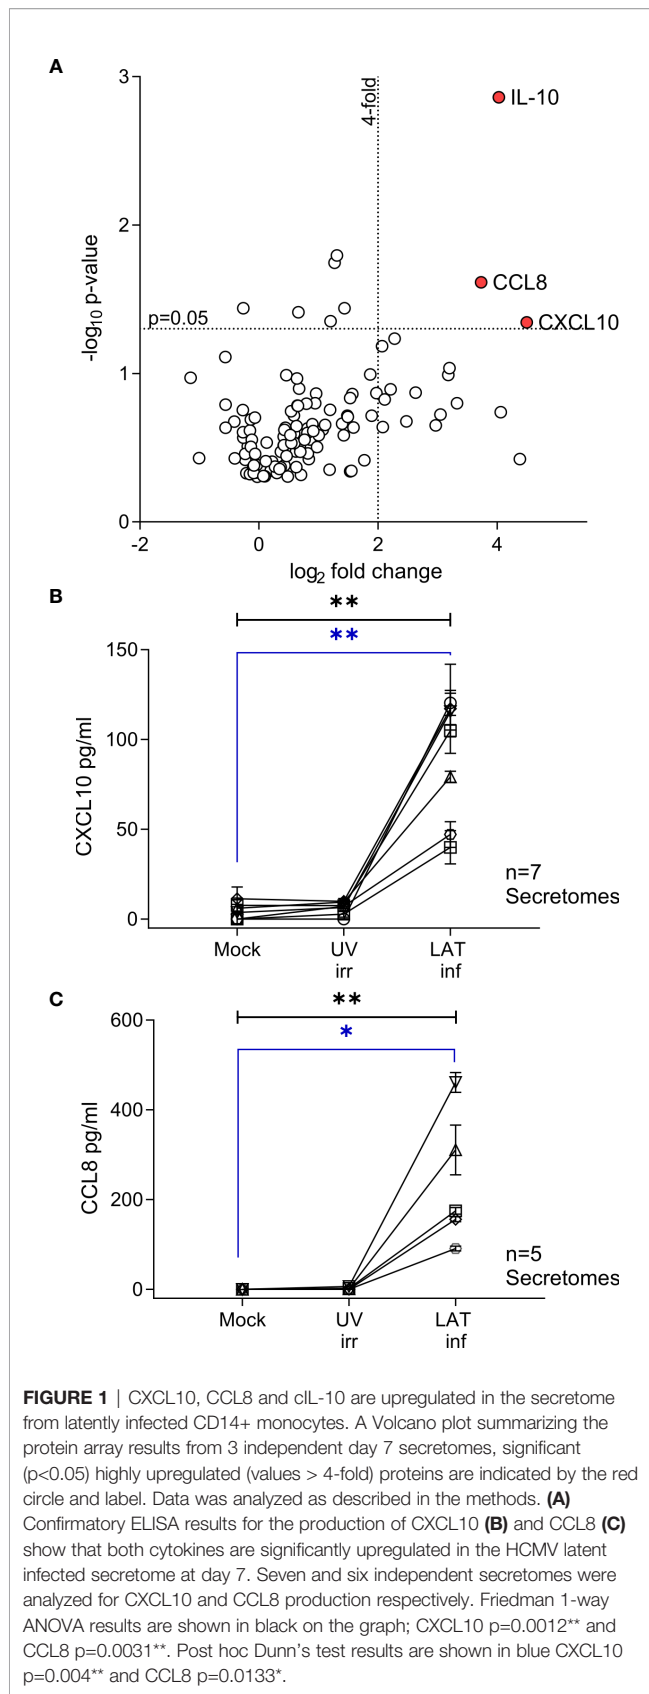 A
3
2
1
0
-log10 p-value
4-fold
IL-10
CCL8
CXCL10
p=0.05
-2
0
2
4
log2 fold change
B
**
**
150
100
50
0
CXCL10 pg/ml
n=7
Secretomes
Mock
UV
irr
LAT
inf
C
**
*
600
400
200
0
CCL8 pg/ml
n=5
Secretomes
Mock
UV
irr
LAT
inf
FIGURE 1 | CXCL10, CCL8 and cIL-10 are upregulated in the secretome
from latently infected CD14+ monocytes. A Volcano plot summarizing the
protein array results from 3 independent day 7 secretomes, significant
(p<0.05) highly upregulated (values > 4-fold) proteins are indicated by the red
circle and label. Data was analyzed as described in the methods. (A)
Confirmatory ELISA results for the production of CXCL10 (B) and CCL8 (C)
show that both cytokines are significantly upregulated in the HCMV latent
infected secretome at day 7. Seven and six independent secretomes were
analyzed for CXCL10 and CCL8 production respectively. Friedman 1-way
ANOVA results are shown in black on the graph; CXCL10 p=0.0012** and
CCL8 p=0.0031**. Post hoc Dunn's test results are shown in blue CXCL10
p=0.004** and CCL8 p=0.0133*.